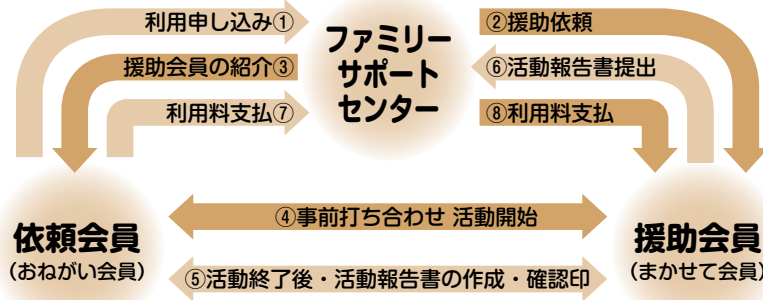 利用申し込み①
援助会員の紹介③
利用料支払⑦
ファミリー
サポート
センター
②援助依頼
⑥活動報告書提出
⑧利用料支払
④事前打ち合わせ 活動開始
⑤活動終了後・活動報告書の作成・確認印
依頼会員
(おねがい会員)
援助会員
(まかせて会員)